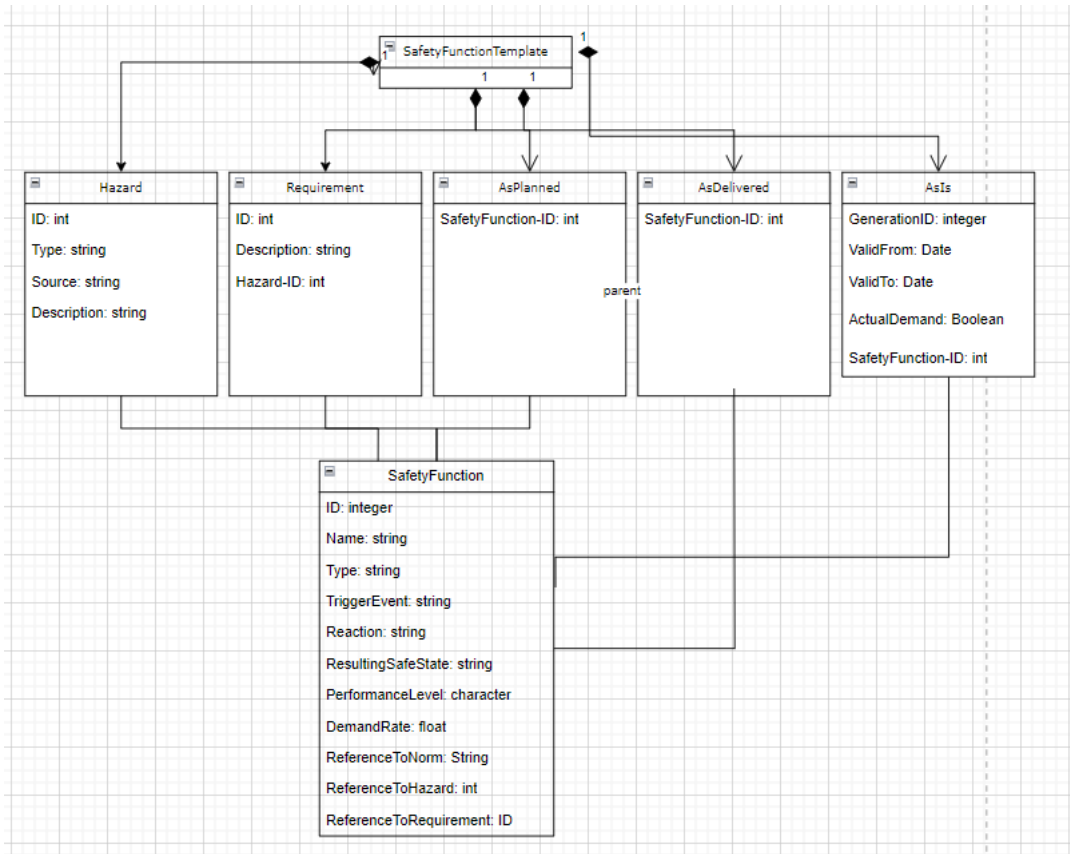 1
SafetyFunctionTemplate
1
1
1
Hazard
ID: int
Type: string
Source: string
Description: string
Requirement
ID: int
Description: string
Hazard-ID: int
AsPlanned
SafetyFunction-ID: int
parent
AsDelivered
SafetyFunction-ID: int
AsIs
GenerationID: integer
ValidFrom: Date
ValidTo: Date
ActualDemand: Boolean
SafetyFunction-ID: int
SafetyFunction
ID: integer
Name: string
Type: string
TriggerEvent: string
Reaction: string
ResultingSafeState: string
PerformanceLevel: character
DemandRate: float
ReferenceToNorm: String
ReferenceToHazard: int
ReferenceToRequirement: ID